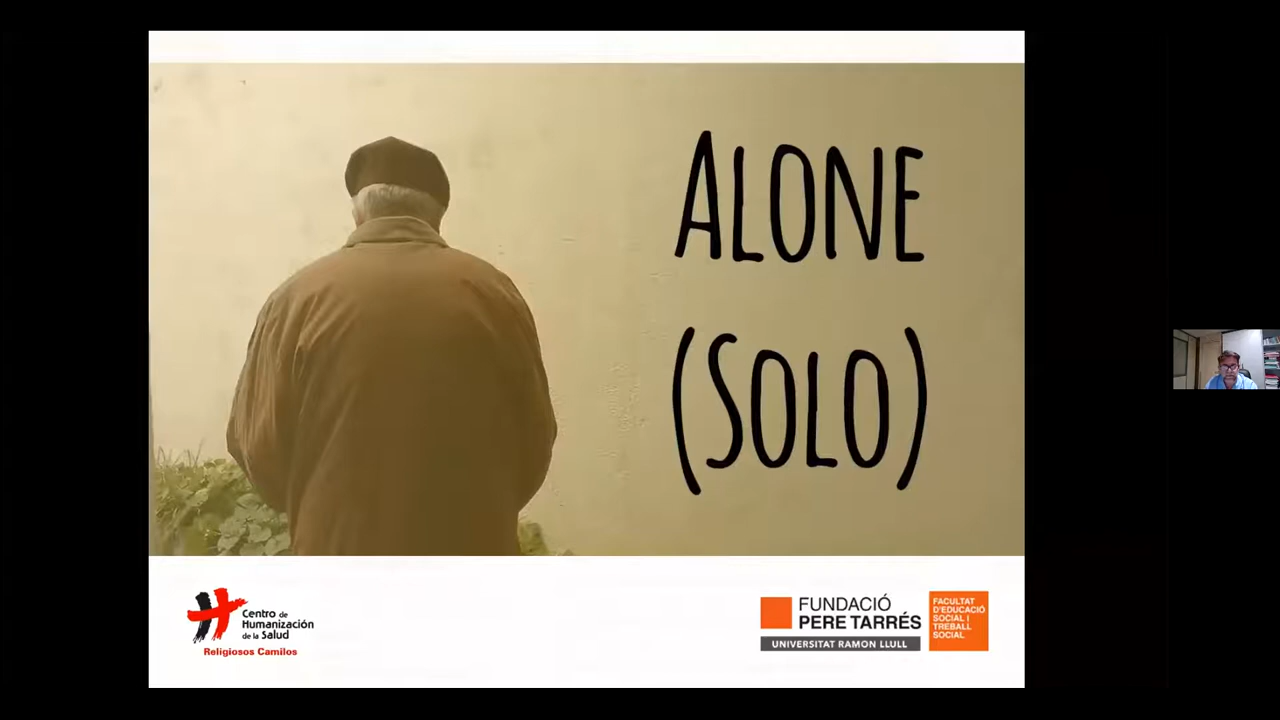 ALONE
(SOLO)
Centro de
Humanización
de la Salud
Religiosos Camilos
FUNDACIÓ
PERE TARRÉS
UNIVERSITAT RAMON LLULL
FACULTAT
D'EDUCACIÓ
SOCIAL I
TREBALL
SOCIAL